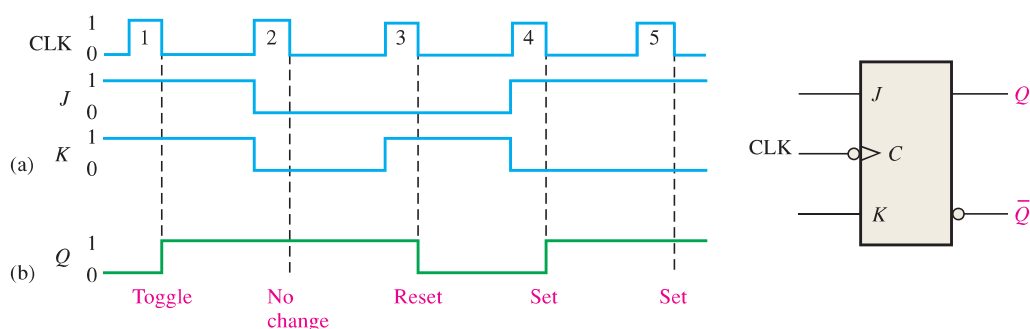 CLK 1 0 1 2 3 4 5
J 1 0
(a) K 1 0
(b) Q 1 0
Toggle No change Reset Set Set
J Q
CLK C
K Q̅